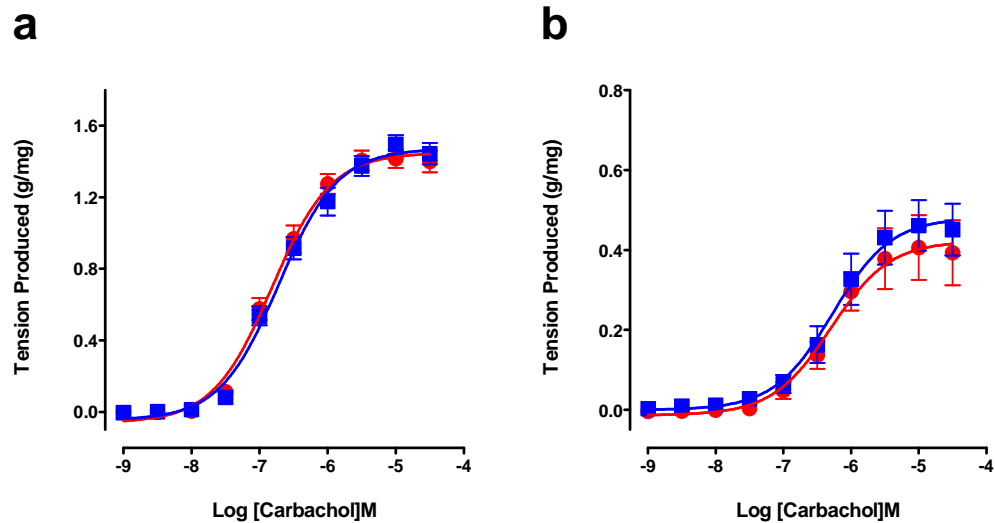 a
b
Tension Produced (g/mg)
1.6
1.2
0.8
0.4
0.0
-9 -8 -7 -6 -5 -4
Log [Carbachol]M
Tension Produced (g/mg)
0.8
0.6
0.4
0.2
0.0
-9 -8 -7 -6 -5 -4
Log [Carbachol]M